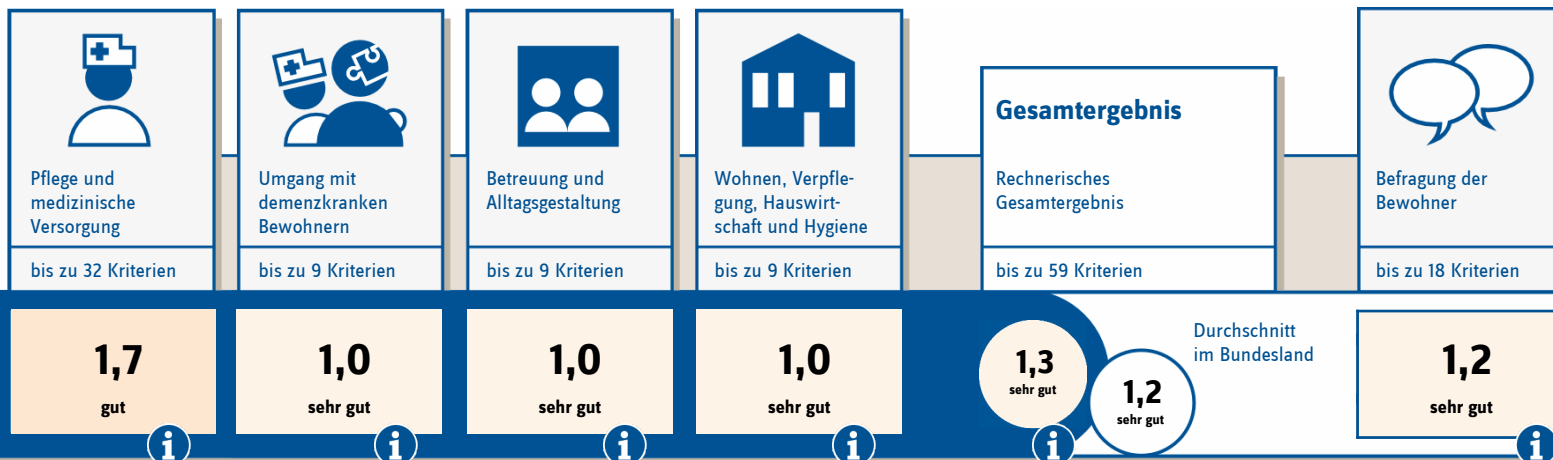 Pflege und
medizinische
Versorgung
bis zu 32 Kriterien
1,7
gut
i
Umgang mit
demenzkranken
Bewohnern
bis zu 9 Kriterien
1,0
sehr gut
i
Betreuung und
Alltagsgestaltung
bis zu 9 Kriterien
1,0
sehr gut
i
Wohnen, Verpfle-
gung, Hauswirt-
schaft und Hygiene
bis zu 9 Kriterien
1,0
sehr gut
i
Gesamtergebnis
Rechnerisches
Gesamtergebnis
bis zu 59 Kriterien
1,3
sehr gut
i
1,2
sehr gut
Durchschnitt
im Bundesland
Befragung der
Bewohner
bis zu 18 Kriterien
1,2
sehr gut
i